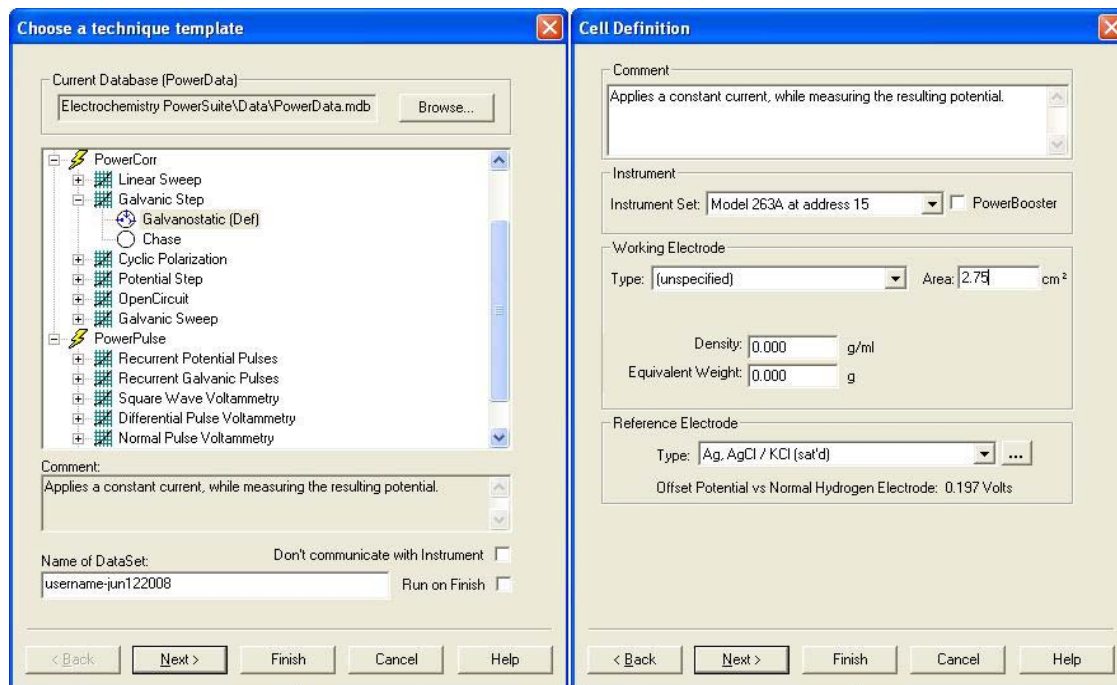 Choose a technique template
Current Database (PowerData)
Electrochemistry PowerSuite\Data\PowerData.mdb
Browse...
PowerCorr
Linear Sweep
Galvanic Step
Galvanostatic (Def)
Chase
Cyclic Polarization
Potential Step
OpenCircuit
Galvanic Sweep
PowerPulse
Recurrent Potential Pulses
Recurrent Galvanic Pulses
Square Wave Voltammetry
Differential Pulse Voltammetry
Normal Pulse Voltammetry
Comment:
Applies a constant current, while measuring the resulting potential.
Don't communicate with Instrument
Name of DataSet:
username-jun122008
Run on Finish
< Back
Next >
Finish
Cancel
Help
Cell Definition
Comment
Applies a constant current, while measuring the resulting potential.
Instrument
Instrument Set: Model 263A at address 15
PowerBooster
Working Electrode
Type: (unspecified)
Area: 2.75 cm²
Density: 0.000 g/ml
Equivalent Weight: 0.000 g
Reference Electrode
Type: Ag, AgCl / KCl (sat'd)
...
Offset Potential vs Normal Hydrogen Electrode: 0.197 Volts
< Back
Next >
Finish
Cancel
Help